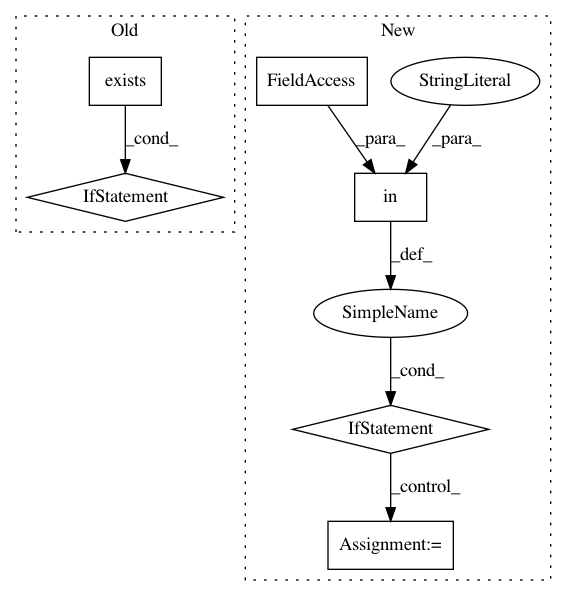 Old
exists
_cond_
IfStatement
New
FieldAccess
StringLiteral
_para_
_para_
in
_def_
SimpleName
_cond_
IfStatement
_control_
Assignment:=